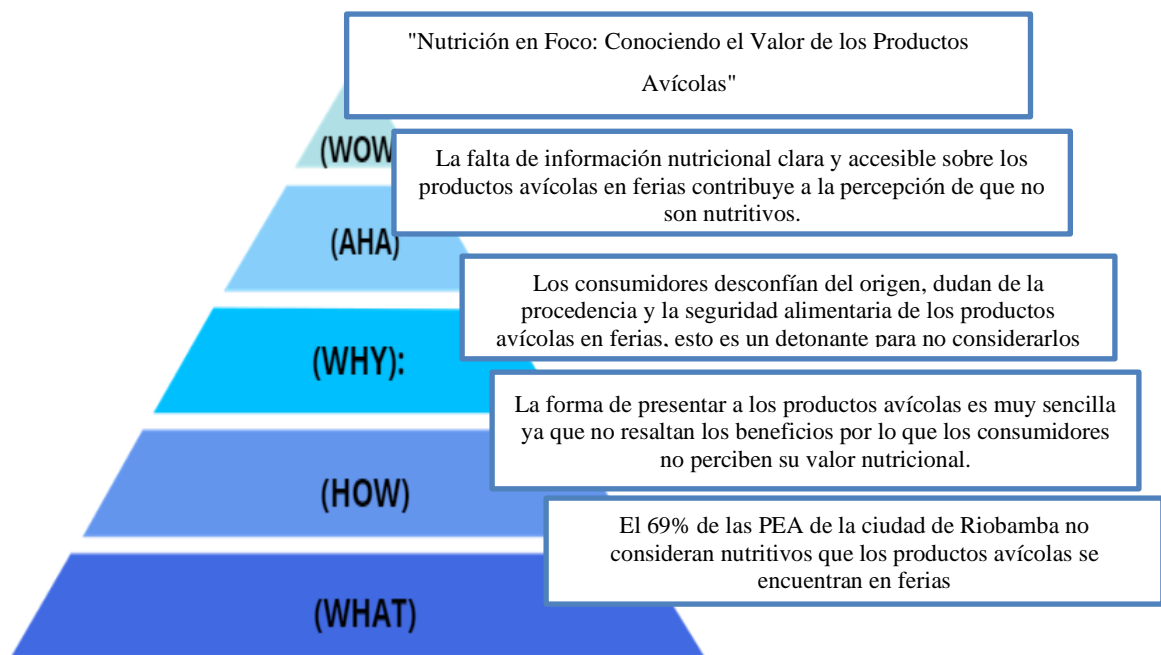 "Nutrición en Foco: Conociendo el Valor de los Productos
Avícolas"
(WOW
La falta de información nutricional clara y accesible sobre los
productos avícolas en ferias contribuye a la percepción de que no
son nutritivos.
(AHA)
Los consumidores desconfían del origen, dudan de la
procedencia y la seguridad alimentaria de los productos
avícolas en ferias, esto es un detonante para no considerarlos
(WHY):
La forma de presentar a los productos avícolas es muy sencilla
ya que no resaltan los beneficios por lo que los consumidores
no perciben su valor nutricional.
(HOW)
El 69% de las PEA de la ciudad de Riobamba no
consideran nutritivos que los productos avícolas se
encuentran en ferias
(WHAT)